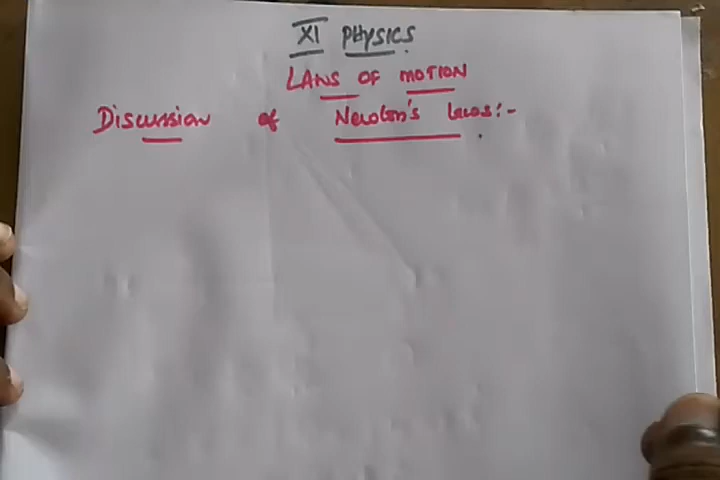 XI PHYSICS.
LAWS OF MOTION
Discussion of Newton's laws:-